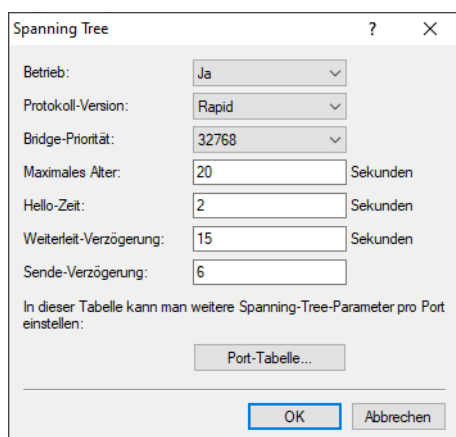 Spanning Tree ?
Betrieb: Ja
Protokoll-Version: Rapid
Bridge-Priorität: 32768
Maximales Alter: 20 Sekunden
Hello-Zeit: 2 Sekunden
Weiterleit-Verzögerung: 15 Sekunden
Sende-Verzögerung: 6
In dieser Tabelle kann man weitere Spanning-Tree-Parameter pro Port
einstellen:
Port-Tabelle...
OK Abbrechen